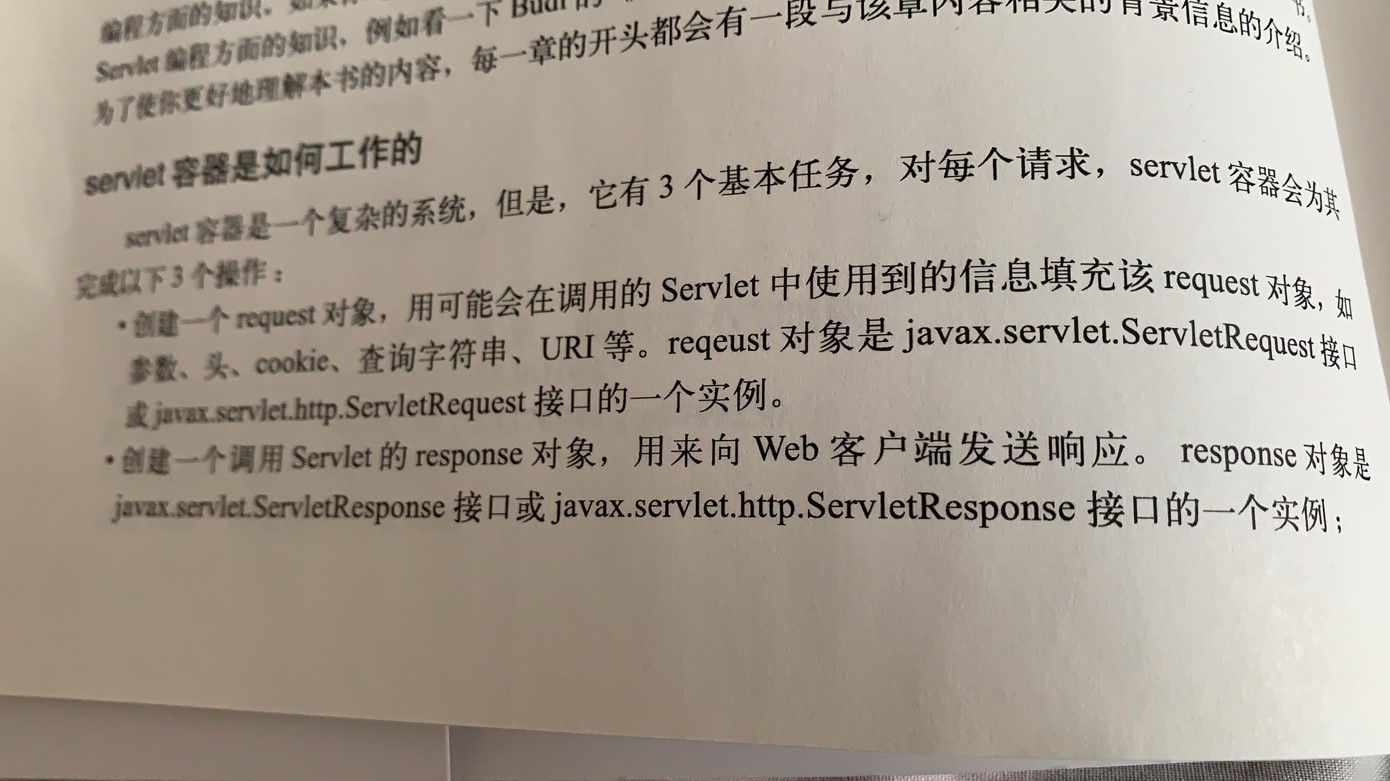 编程方面的知识，如果你
书。
Servlet 编程方面的知识，例如看一下 Budi 的
为了使你更好地理解本书的内容，每一章的开头都会有一段与该章内容相关的背景信息的介绍。
servlet 容器是如何工作的
servlet 容器是一个复杂的系统，但是，它有 3 个基本任务，对每个请求，servlet 容器会为其
完成以下 3 个操作：
• 创建一个 request 对象，用可能会在调用的 Servlet 中使用到的信息填充该 request 对象，如
参数、头、cookie、查询字符串、URI 等。reqeust 对象是 javax.servlet.ServletRequest 接口
或 javax.servlet.http.ServletRequest 接口的一个实例。
• 创建一个调用 Servlet 的 response 对象，用来向 Web 客户端发送响应。 response 对象是
javax.servlet.ServletResponse 接口或 javax.servlet.http.ServletResponse 接口的一个实例；